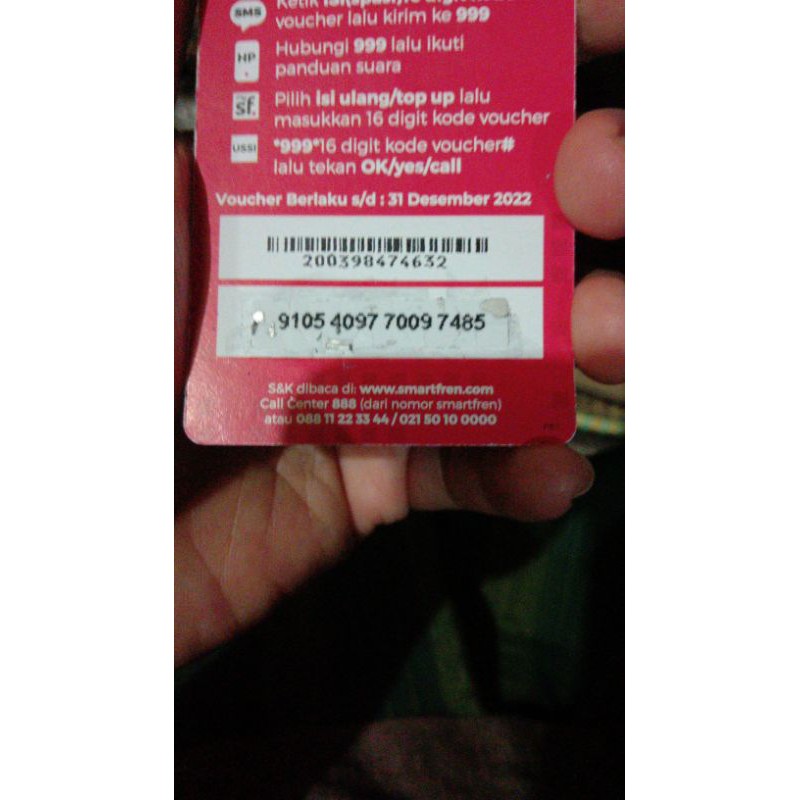 voucher lalu kirim ke 999
SMS
Hubungi 999 lalu ikuti
panduan suara
HP
Pilih isi ulang/top up lalu
masukkan 16 digit kode voucher
sf.
*999*16 digit kode voucher#
lalu tekan OK/yes/call
USSI
Voucher Berlaku s/d : 31 Desember 2022
200398474632
9105 4097 7009 7485
S&K dibaca di: www.smartfren.com
Call Center 888 (dari nomor smartfren)
atau 088 11 22 33 44 / 021 50 10 0000